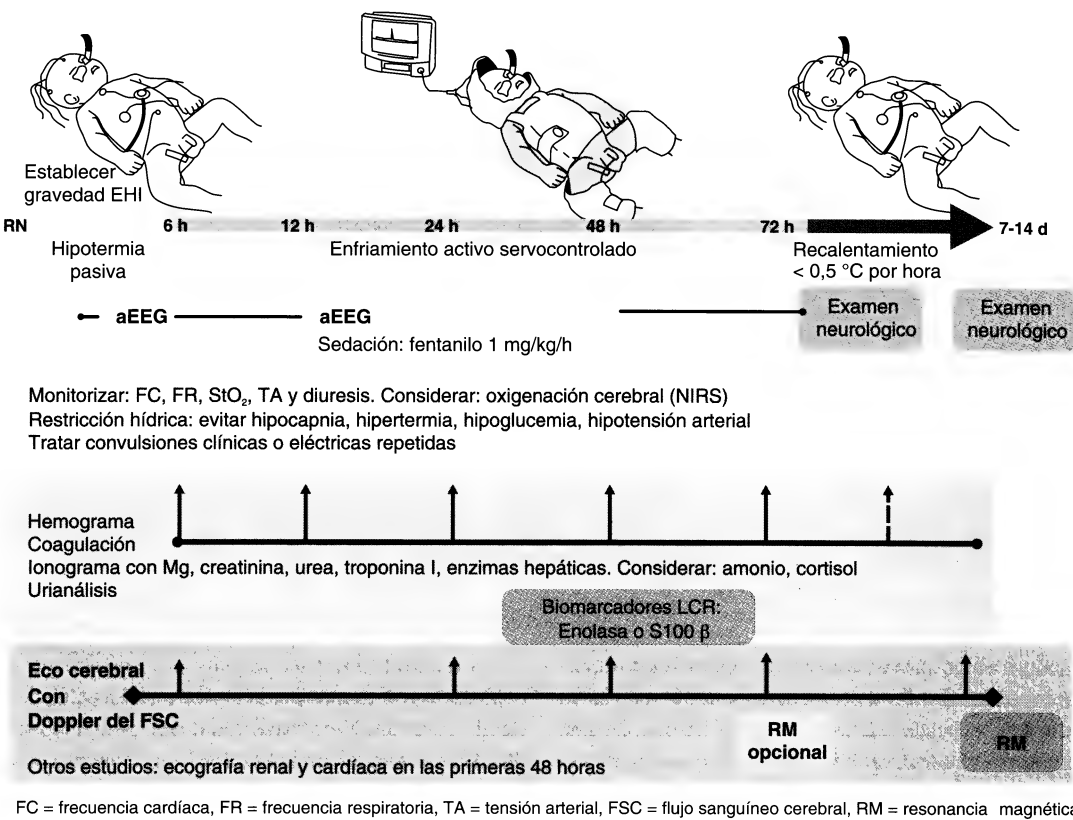 Establecer
gravedad EHI
RN
6 h
12 h
24 h
48 h
72 h
7-14 d
Hipotermia
pasiva
Enfriamiento activo servocontrolado
Recalentamiento
< 0,5 °C por hora
aEEG
aEEG
Examen
neurológico
Examen
neurológico
Sedación: fentanilo 1 mg/kg/h
Monitorizar: FC, FR, StO₂, TA y diuresis. Considerar: oxigenación cerebral (NIRS)
Restricción hídrica: evitar hipocapnia, hipertermia, hipoglucemia, hipotensión arterial
Tratar convulsiones clínicas o eléctricas repetidas
Hemograma
Coagulación
Ionograma con Mg, creatinina, urea, troponina I, enzimas hepáticas. Considerar: amonio, cortisol
Urianálisis
Biomarcadores LCR:
Enolasa o S100 β
Eco cerebral
Con
Doppler del FSC
RM
opcional
RM
Otros estudios: ecografía renal y cardíaca en las primeras 48 horas
FC = frecuencia cardíaca, FR = frecuencia respiratoria, TA = tensión arterial, FSC = flujo sanguíneo cerebral, RM = resonancia magnética